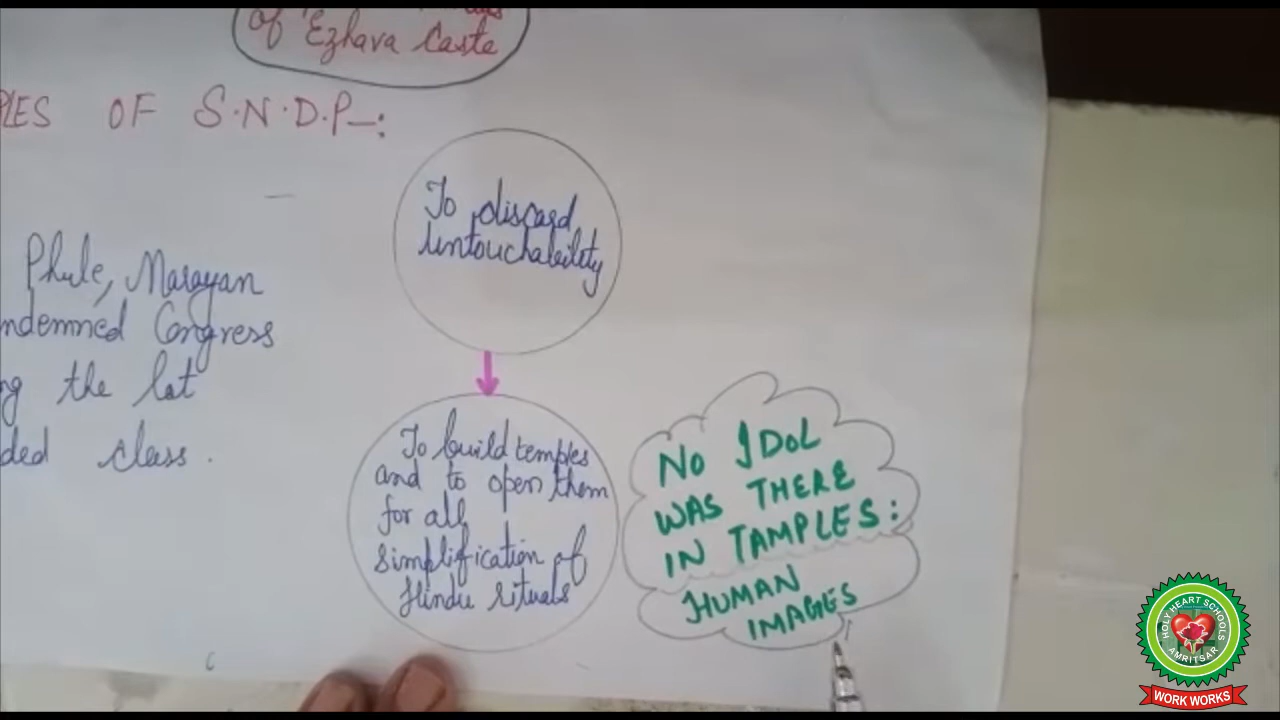 of Ezhava Caste
PLES OF S.N.D.P-:
To discard
Untouchability
Phule, Narayan
ndemned Congress
ng the lot
ded class.
To build temples
and to open them
for all
simplification of
Hindu rituals
NO IDOL
WAS THERE
IN TAMPLES:
HUMAN
IMAGES
HOLY HEART SCHOOLS
AMRITSAR
WORK WORKS